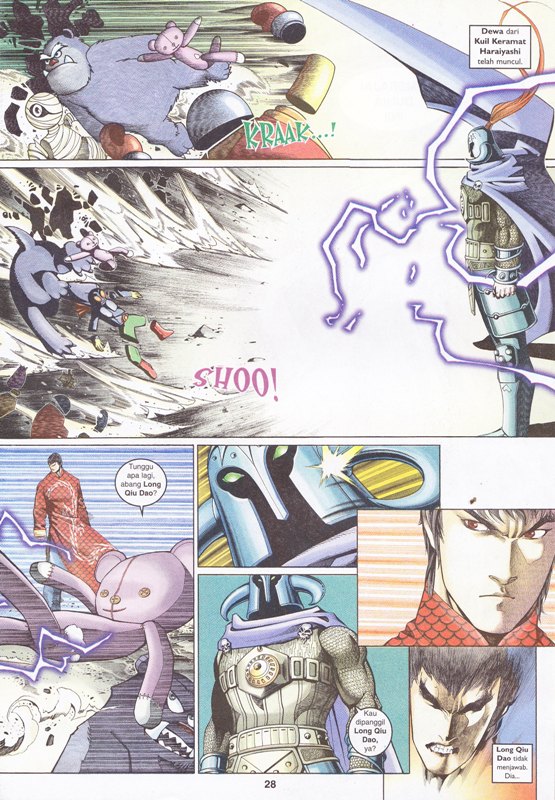 Dewa dari
Kuil Keramat
Haraiyashi
telah muncul.
KRAAK...!
SHOO!
Tunggu
apa lagi,
abang Long
Qiu Dao?
Kau
dipanggil
Long Qiu
Dao,
ya?
Long Qiu
Dao tidak
menjawab.
Dia...
28